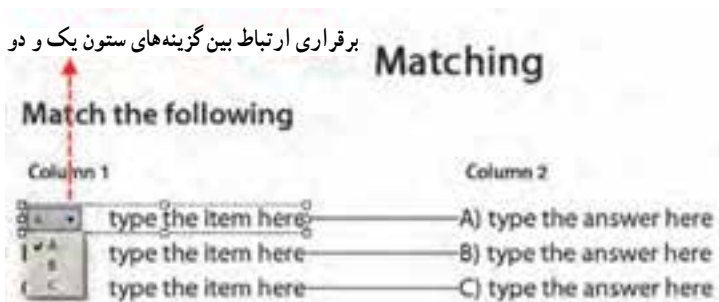 برقراری ارتباط بین گزینه‌های ستون یک و دو
Matching
Match the following
Column 1 Column 2
A type the item here A) type the answer here
A type the item here B) type the answer here
B
C type the item here C) type the answer here